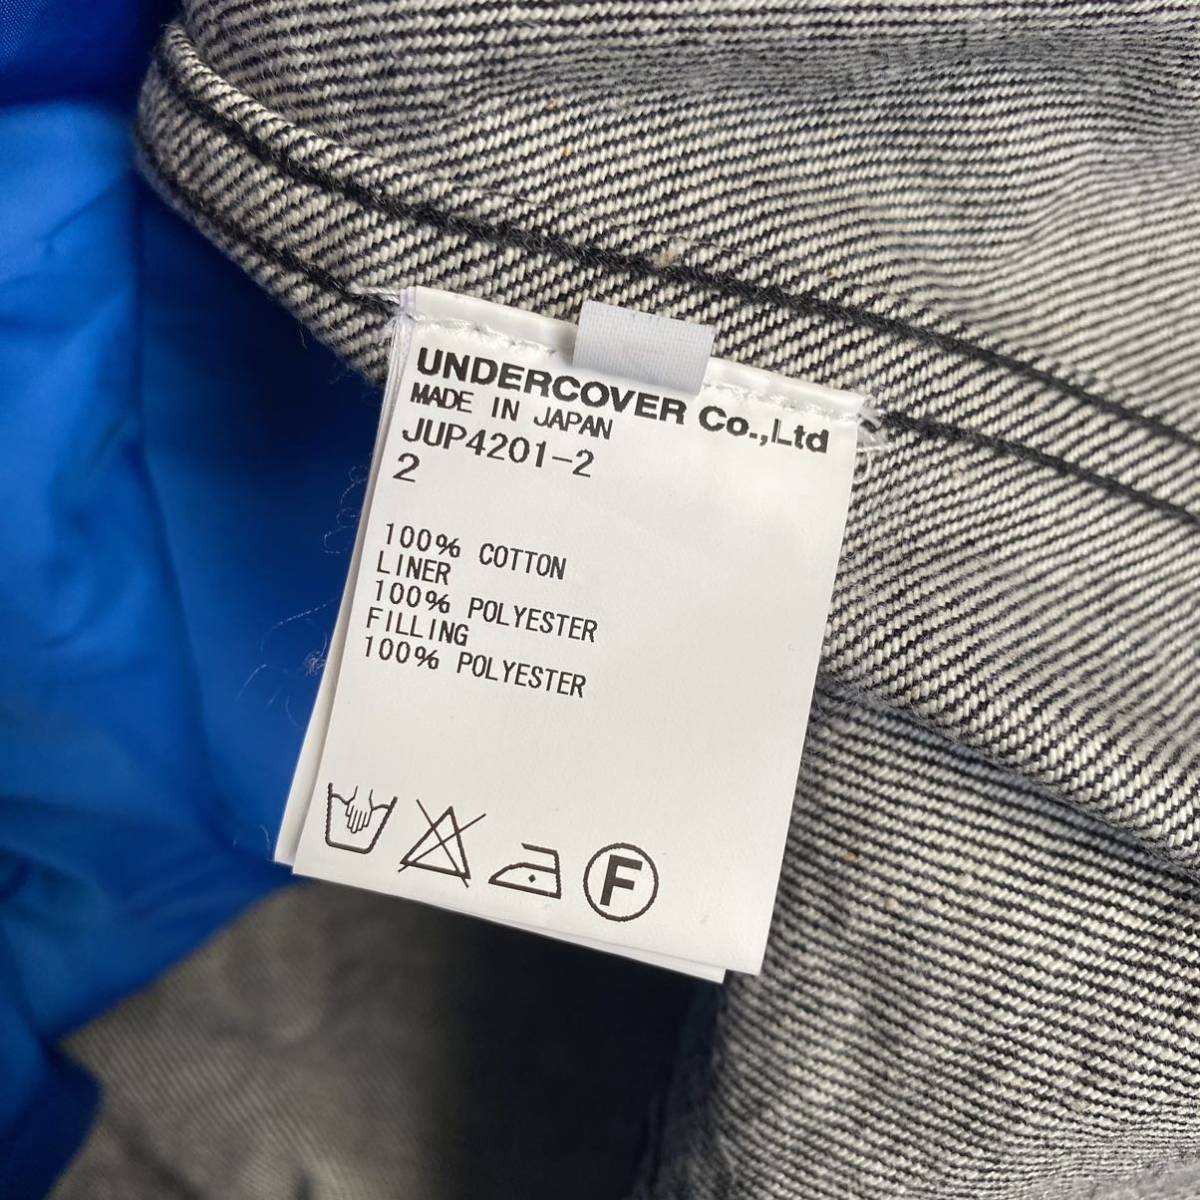 UNDERCOVER Co.,Ltd
MADE IN JAPAN
JUP4201-2
2
100% COTTON
LINER
100% POLYESTER
FILLING
100% POLYESTER
F